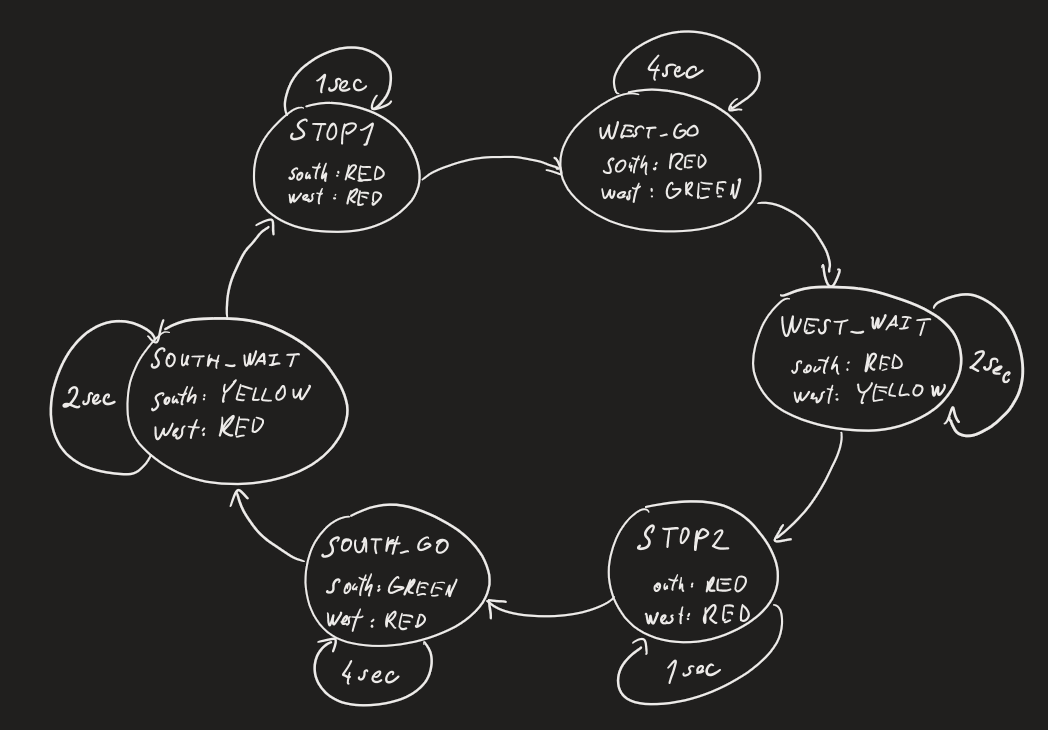 1sec
STOP1
south: RED
west: RED
4sec
WEST_GO
south: RED
west: GREEN
WEST_WAIT
south: RED
west: YELLOW
2sec
STOP2
outh: RED
west: RED
1sec
SOUTH_GO
south: GREEN
west: RED
4sec
SOUTH_WAIT
south: YELLOW
west: RED
2sec